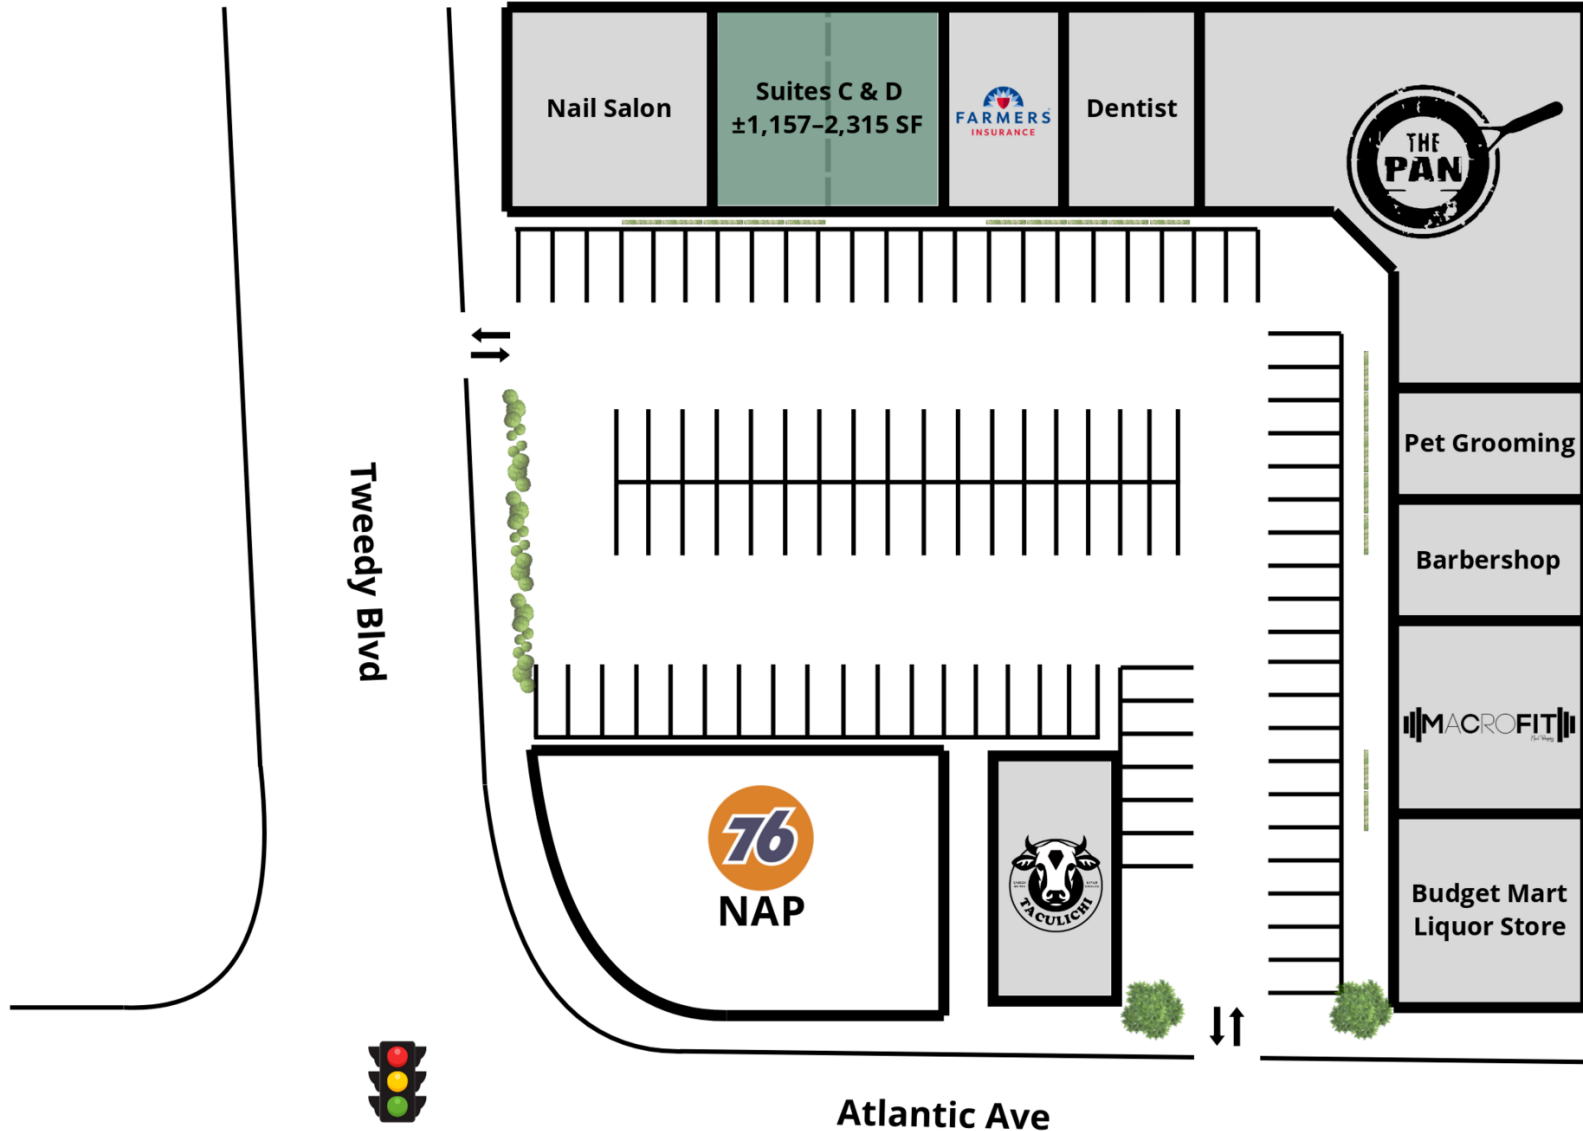 Nail Salon
Suites C & D
±1,157–2,315 SF
FARMERS
INSURANCE
Dentist
THE
PAN
Pet Grooming
Barbershop
MACROFIT
Budget Mart
Liquor Store
Tweedy Blvd
76
NAP
TACULICHI
Atlantic Ave